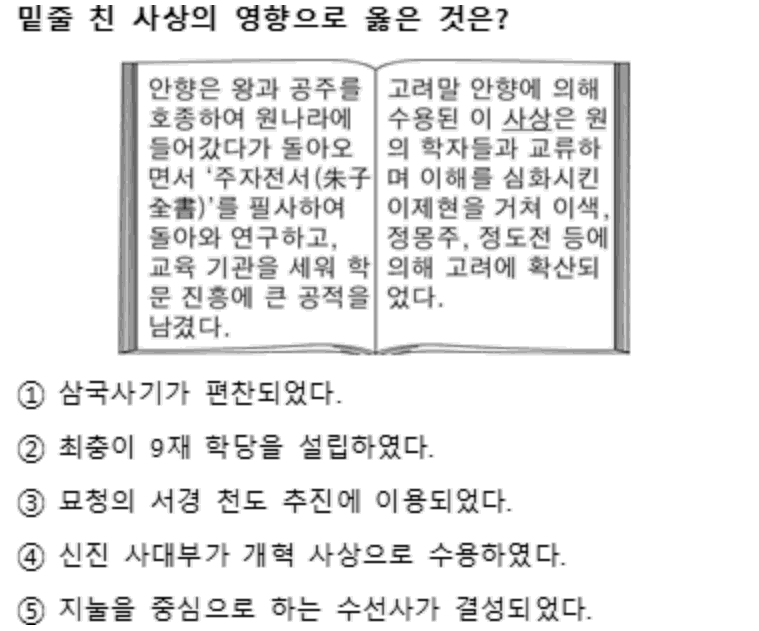 밑줄 친 사상의 영향으로 옳은 것은?
안향은 왕과 공주를
호종하여 원나라에
들어갔다가 돌아오
면서 '주자전서(朱子
全書)'를 필사하여
돌아와 연구하고,
교육 기관을 세워 학
문 진흥에 큰 공적을
남겼다.
고려말 안향에 의해
수용된 이 사상은 원
의 학자들과 교류하
며 이해를 심화시킨
이제현을 거쳐 이색,
정몽주, 정도전 등에
의해 고려에 확산되
었다.
① 삼국사기가 편찬되었다.
② 최충이 9재 학당을 설립하였다.
③ 묘청의 서경 천도 추진에 이용되었다.
④ 신진 사대부가 개혁 사상으로 수용하였다.
⑤ 지눌을 중심으로 하는 수선사가 결성되었다.